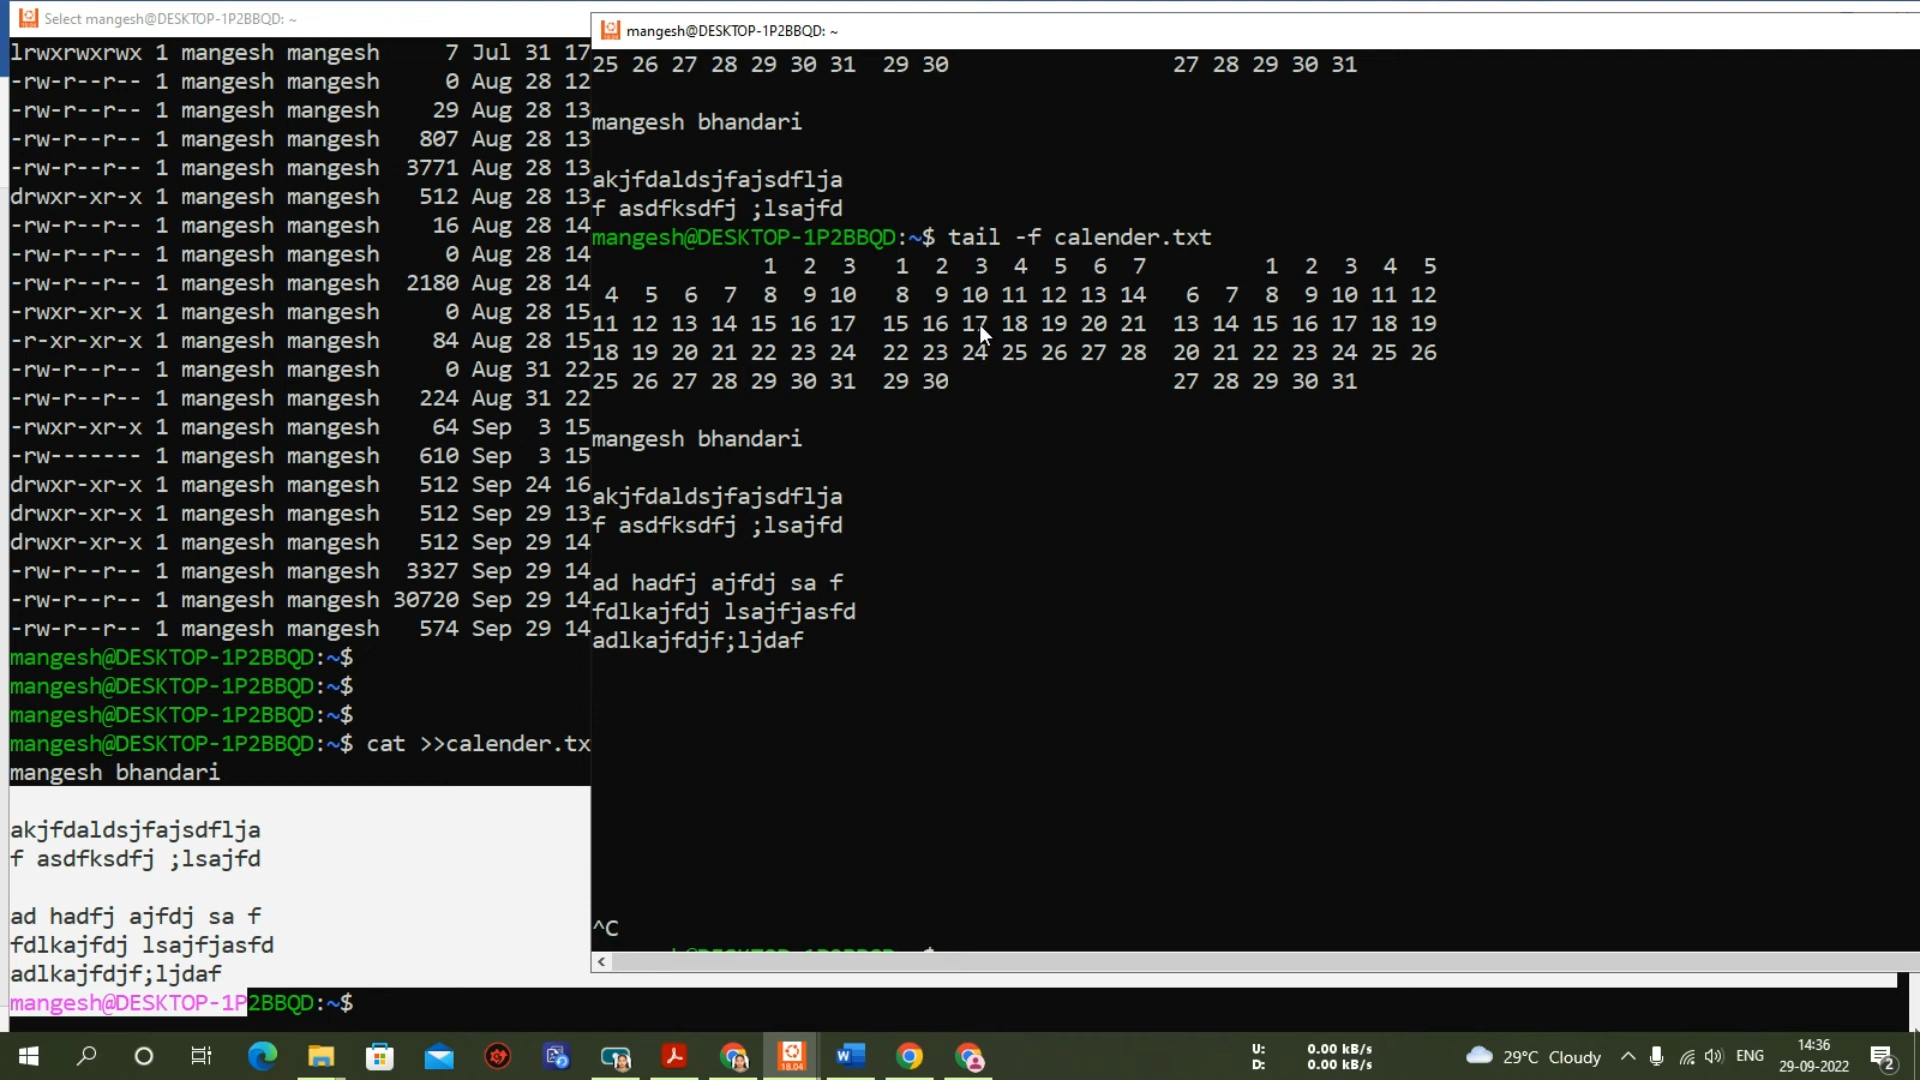 Select mangesh@DESKTOP-1P2BBQD: ~
lrwxrwxrwx 1 mangesh mangesh     7 Jul 31 17
-rw-r--r-- 1 mangesh mangesh     0 Aug 28 12
-rw-r--r-- 1 mangesh mangesh    29 Aug 28 13
-rw-r--r-- 1 mangesh mangesh   807 Aug 28 13
-rw-r--r-- 1 mangesh mangesh  3771 Aug 28 13
drwxr-xr-x 1 mangesh mangesh   512 Aug 28 13
-rw-r--r-- 1 mangesh mangesh    16 Aug 28 14
-rw-r--r-- 1 mangesh mangesh     0 Aug 28 14
-rw-r--r-- 1 mangesh mangesh  2180 Aug 28 14
-rwxr-xr-x 1 mangesh mangesh     0 Aug 28 15
-r-xr-xr-x 1 mangesh mangesh    84 Aug 28 15
-rw-r--r-- 1 mangesh mangesh     0 Aug 31 22
-rw-r--r-- 1 mangesh mangesh   224 Aug 31 22
-rwxr-xr-x 1 mangesh mangesh    64 Sep  3 15
-rw------- 1 mangesh mangesh   610 Sep  3 15
drwxr-xr-x 1 mangesh mangesh   512 Sep 24 16
drwxr-xr-x 1 mangesh mangesh   512 Sep 29 13
drwxr-xr-x 1 mangesh mangesh   512 Sep 29 14
-rw-r--r-- 1 mangesh mangesh  3327 Sep 29 14
-rw-r--r-- 1 mangesh mangesh 30720 Sep 29 14
-rw-r--r-- 1 mangesh mangesh   574 Sep 29 14
mangesh@DESKTOP-1P2BBQD:~$
mangesh@DESKTOP-1P2BBQD:~$
mangesh@DESKTOP-1P2BBQD:~$
mangesh@DESKTOP-1P2BBQD:~$ cat >>calender.tx
mangesh bhandari
akjfdaldsjfajsdflja
f asdfksdfj ;lsajfd
ad hadfj ajfdj sa f
fdlkajfdj lsajfjasfd
adlkajfdjf;ljdaf
mangesh@DESKTOP-1P2BBQD:~$
mangesh@DESKTOP-1P2BBQD: ~
25 26 27 28 29 30 31  29 30                 27 28 29 30 31
mangesh bhandari
akjfdaldsjfajsdflja
f asdfksdfj ;lsajfd
mangesh@DESKTOP-1P2BBQD:~$ tail -f calender.txt
             1  2  3   1  2  3  4  5  6  7         1  2  3  4  5
 4  5  6  7  8  9 10   8  9 10 11 12 13 14   6  7  8  9 10 11 12
11 12 13 14 15 16 17  15 16 17 18 19 20 21  13 14 15 16 17 18 19
18 19 20 21 22 23 24  22 23 24 25 26 27 28  20 21 22 23 24 25 26
25 26 27 28 29 30 31  29 30                 27 28 29 30 31
mangesh bhandari
akjfdaldsjfajsdflja
f asdfksdfj ;lsajfd
ad hadfj ajfdj sa f
fdlkajfdj lsajfjasfd
adlkajfdjf;ljdaf
^C
U: 0.00 kB/s
D: 0.00 kB/s
29°C Cloudy
ENG
14:36
29-09-2022
2
18.04